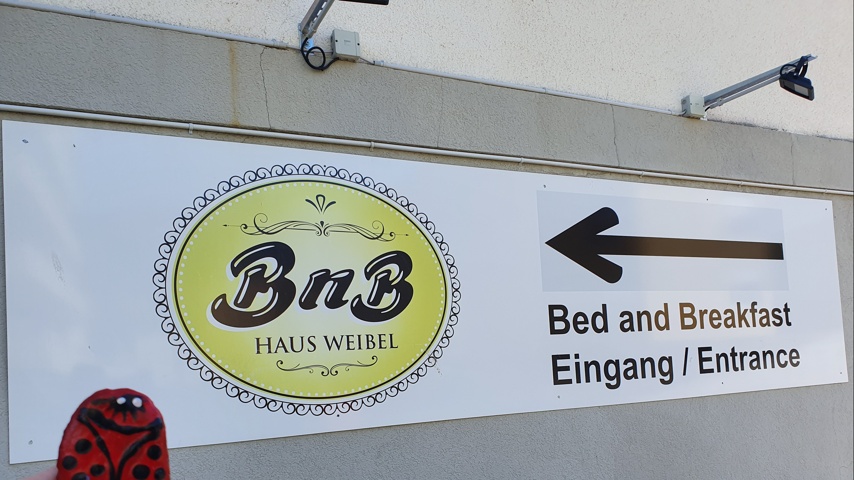 BnB
HAUS WEIBEL
Bed and Breakfast
Eingang / Entrance